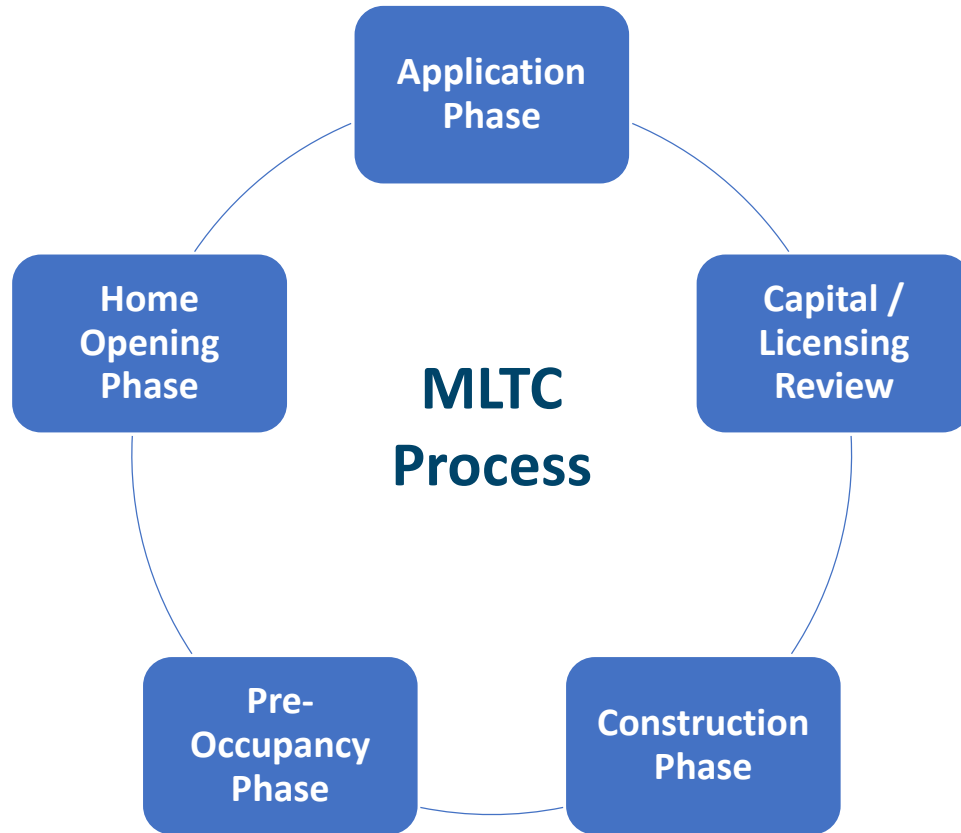 Application
Phase
Capital /
Licensing
Review
Construction
Phase
Pre-
Occupancy
Phase
Home
Opening
Phase
MLTC
Process